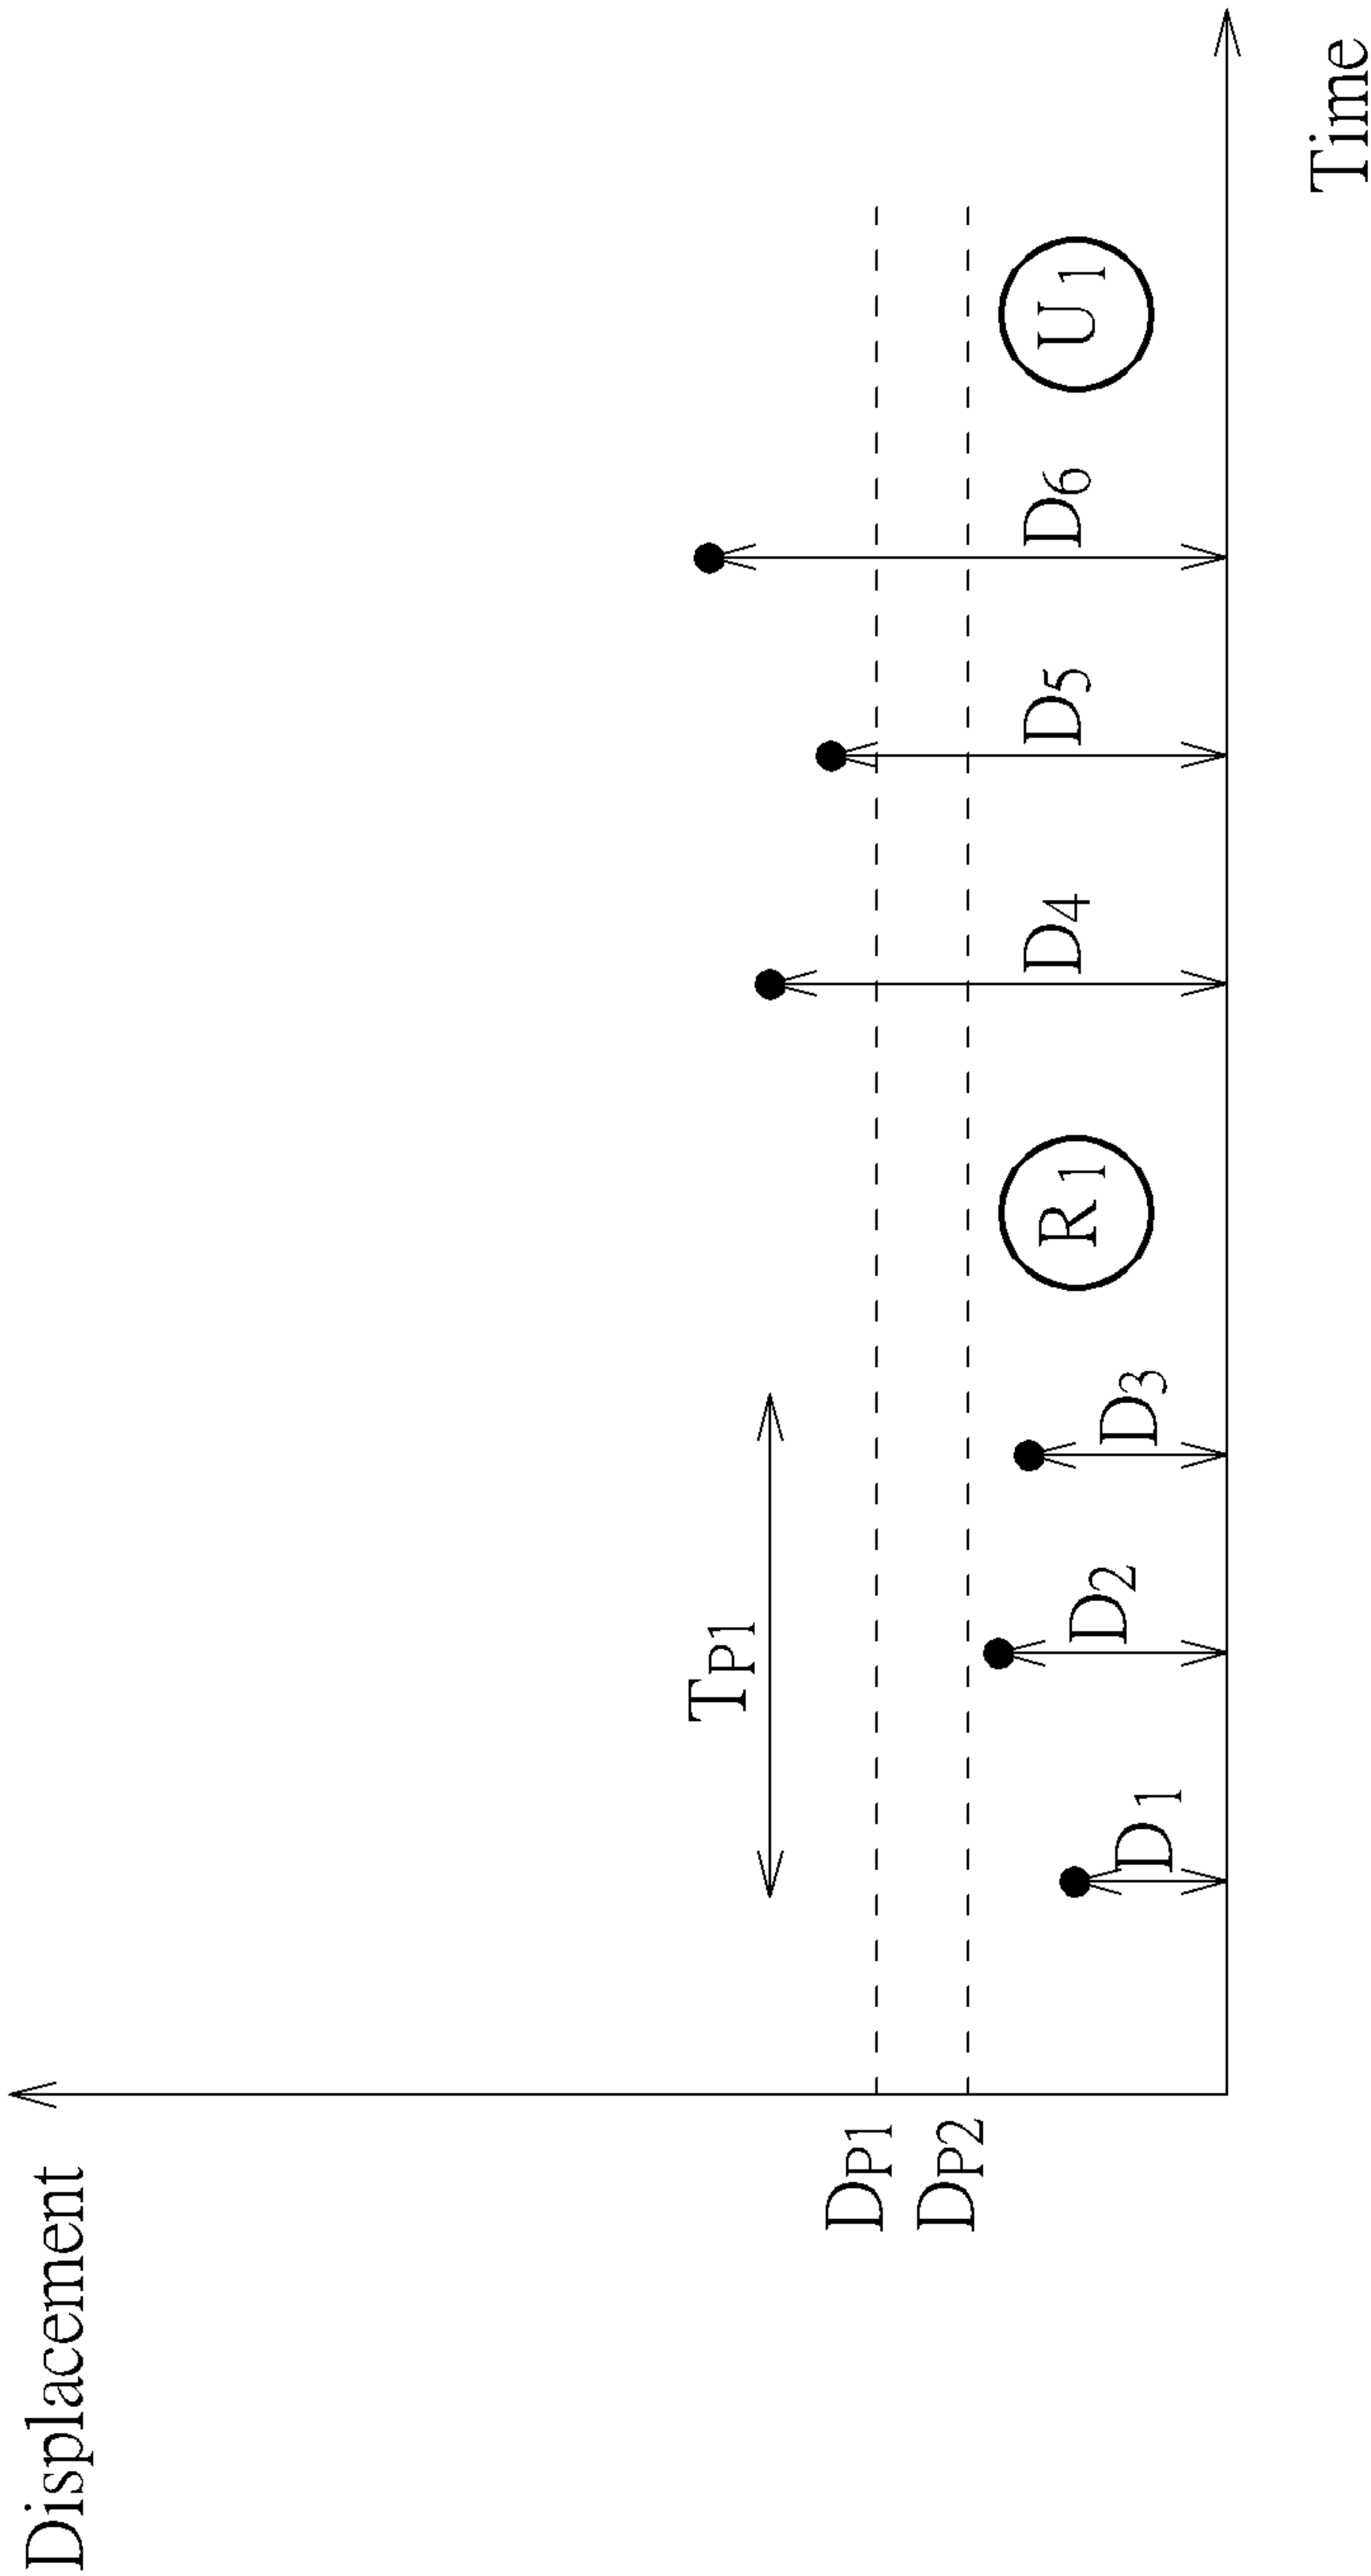 Displacement
TP1
DP1
DP2
D1
D2
D3
R1
D4
D5
D6
U1
Time